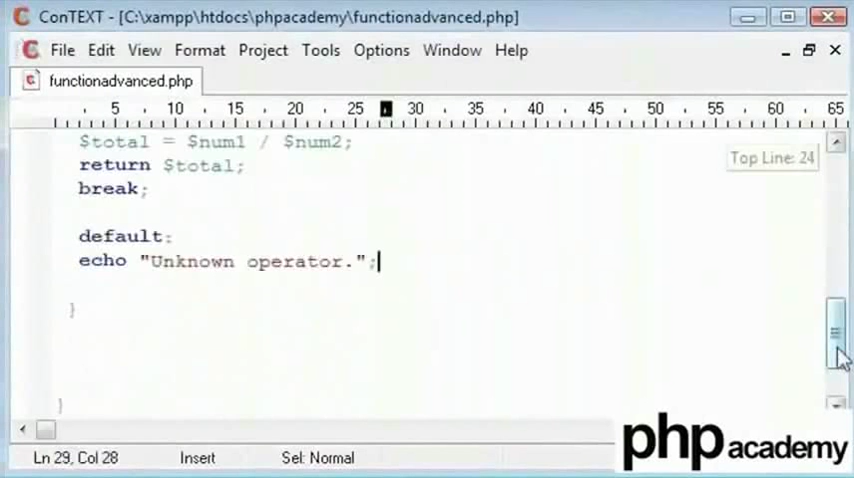 ConTEXT - [C:\xampp\htdocs\phpacademy\functionadvanced.php]
File Edit View Format Project Tools Options Window Help
functionadvanced.php
5 10 15 20 25 30 35 40 45 50 55 60 65
$total = $num1 / $num2;
Top Line: 24
return $total;
break;
default:
echo "Unknown operator.";
}
}
Ln 29, Col 28 Insert Sel: Normal
php academy